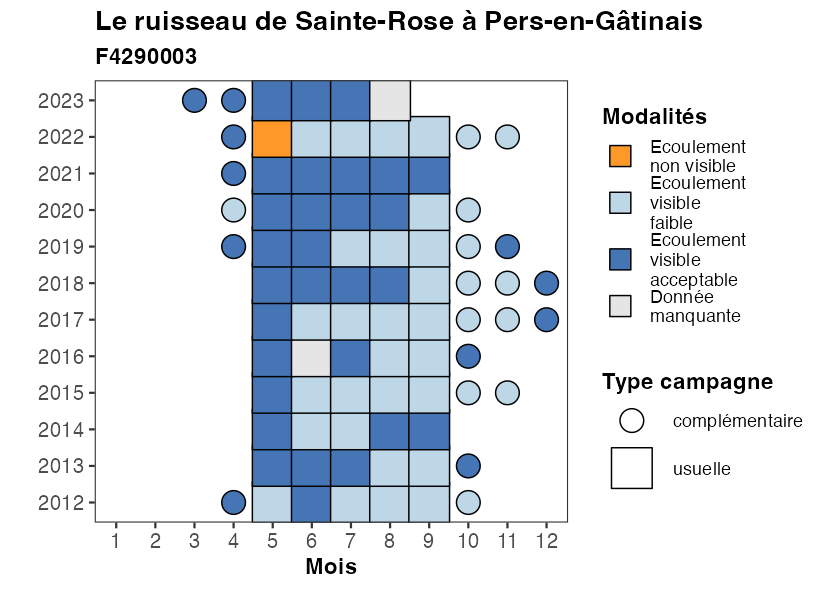 Le ruisseau de Sainte-Rose à Pers-en-Gâtinais
F4290003
2023
2022
2021
2020
2019
2018
2017
2016
2015
2014
2013
2012
1 2 3 4 5 6 7 8 9 10 11 12
Mois
Modalités
Ecoulement
non visible
Ecoulement
visible
faible
Ecoulement
visible
acceptable
Donnée
manquante
Type campagne
complémentaire
usuelle